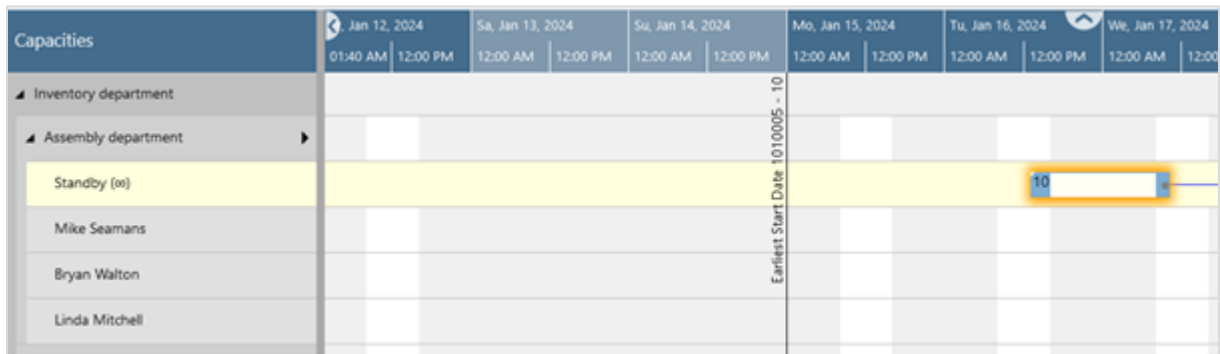 Capacities
, Jan 12, 2024 Sa, Jan 13, 2024 Su, Jan 14, 2024 Mo, Jan 15, 2024 Tu, Jan 16, 2024 We, Jan 17, 2024
01:40 AM 12:00 PM 12:00 AM 12:00 PM 12:00 AM 12:00 PM 12:00 AM 12:00 PM 12:00 AM 12:00 PM 12:00 AM 12:00
Inventory department
Assembly department
Standby (∞)
10
Mike Seamans
Bryan Walton
Linda Mitchell
Earliest Start Date 1010005 - 10